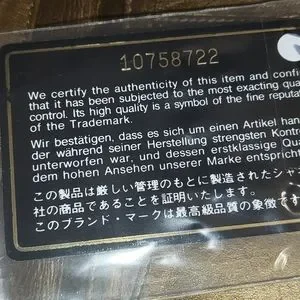 10758722
We certify the authenticity of this item and confi
that it has been subjected to the most exacting qua
control. Its high quality is a symbol of the fine reputa
of the Trademark.
Wir bestätigen, dass es sich um einen Artikel han
der während seiner Herstellung strengsten Kontr
unterworfen war, und dessen erstklassige Qual
dem hohen Ansehen unserer Marke entspricht
この製品は厳しい管理のもとに製造されたシャ
社の商品であることを証明いたします。
このブランド・マークは最高級品質の象徴です